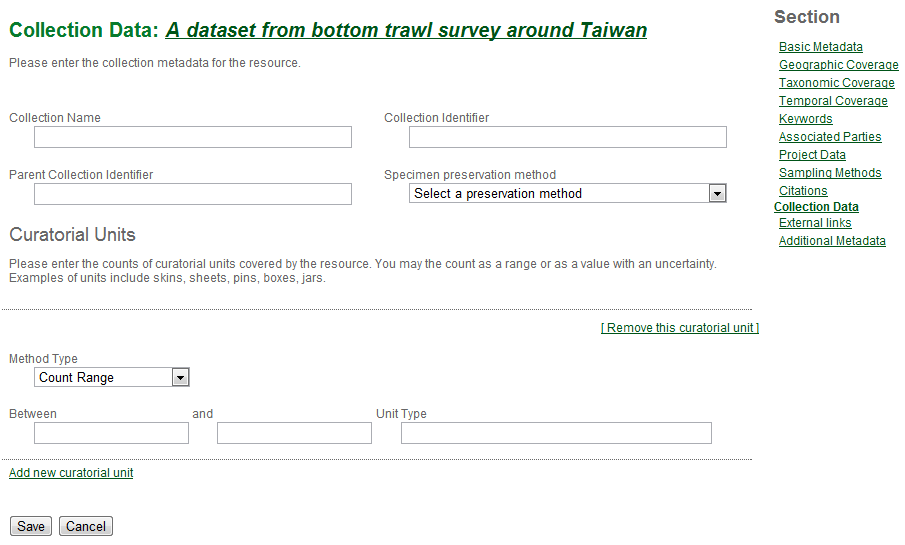 Collection Data: A dataset from bottom trawl survey around Taiwan
Please enter the collection metadata for the resource.
Collection Name
Collection Identifier
Parent Collection Identifier
Specimen preservation method
Select a preservation method
Curatorial Units
Please enter the counts of curatorial units covered by the resource. You may the count as a range or as a value with an uncertainty.
Examples of units include skins, sheets, pins, boxes, jars.
[ Remove this curatorial unit ]
Method Type
Count Range
Between and Unit Type
Add new curatorial unit
Save Cancel
Section
Basic Metadata
Geographic Coverage
Taxonomic Coverage
Temporal Coverage
Keywords
Associated Parties
Project Data
Sampling Methods
Citations
Collection Data
External links
Additional Metadata